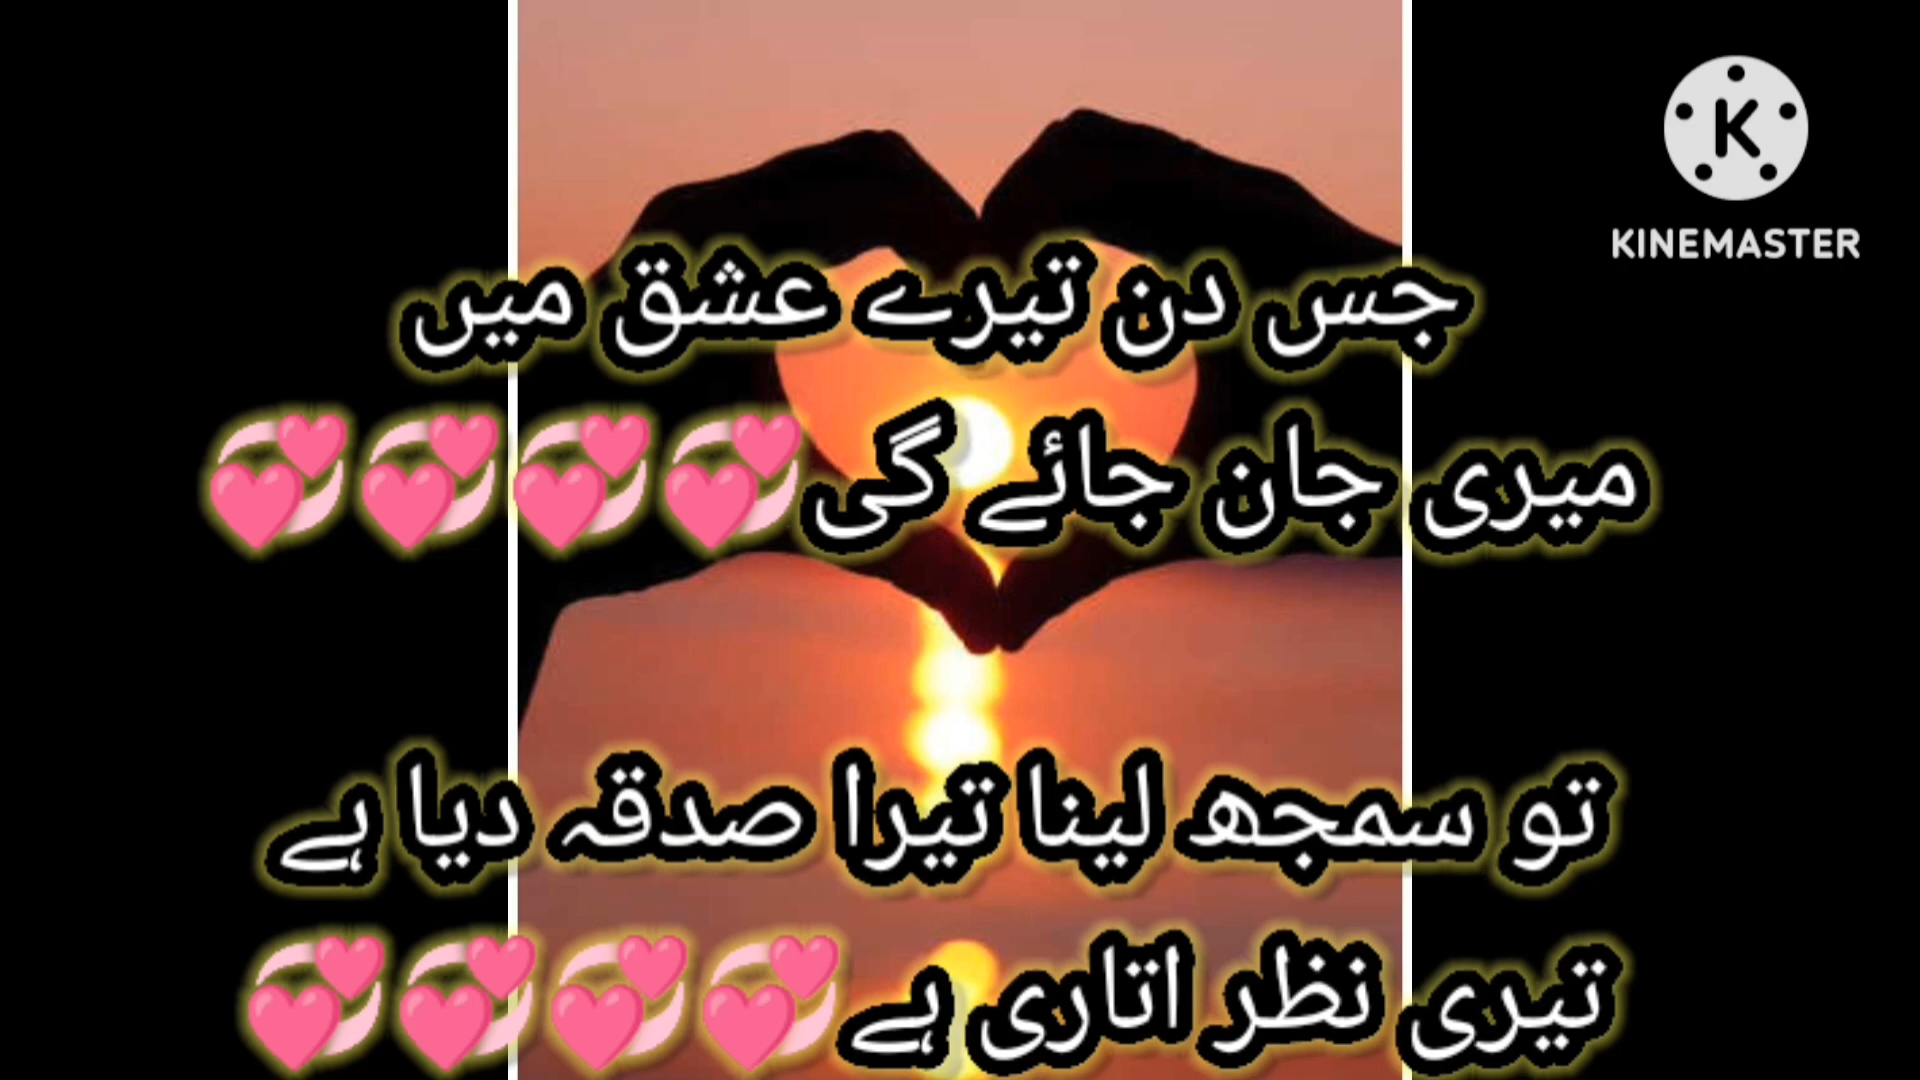 KINEMASTER
جس دن تیرے عشق میں
میری جان جائے گی💞💞💞💞
تو سمجھ لینا تیرا صدقہ دیا ہے
تیری نظر اتاری ہے💞💞💞💞